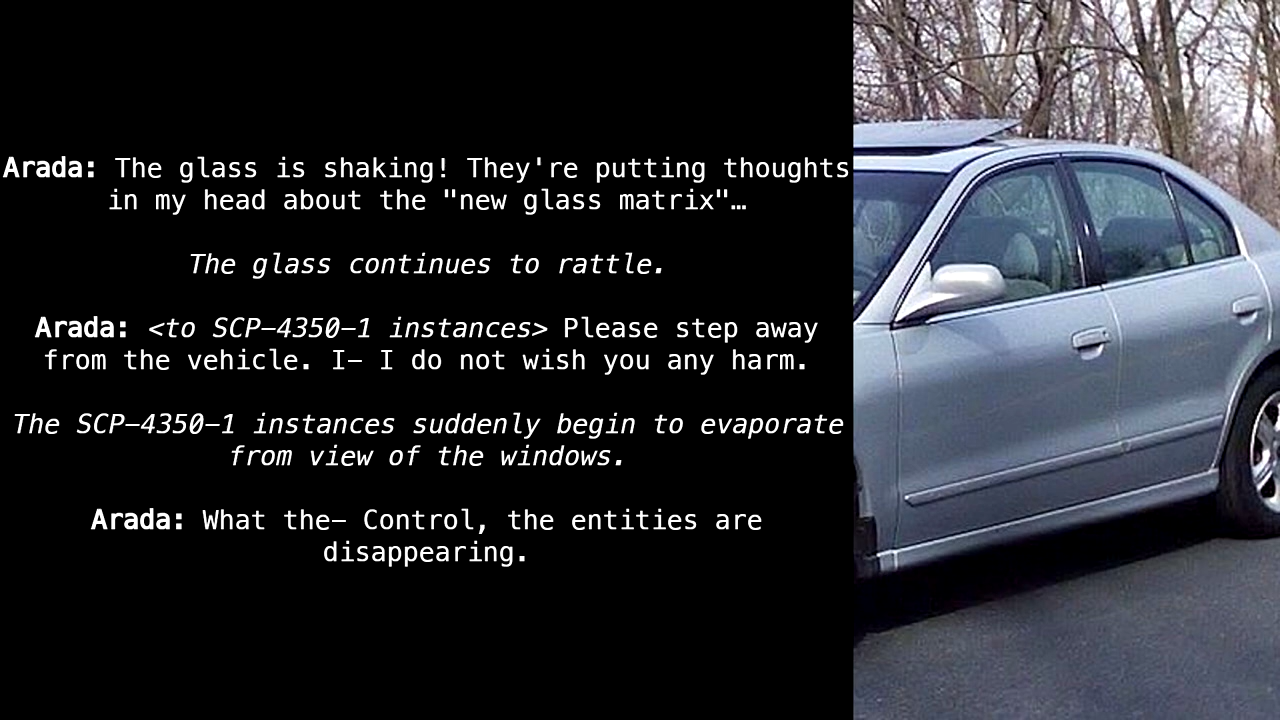 Arada: The glass is shaking! They're putting thoughts
in my head about the "new glass matrix"…
The glass continues to rattle.
Arada: <to SCP–4350–1 instances> Please step away
from the vehicle. I– I do not wish you any harm.
The SCP–4350–1 instances suddenly begin to evaporate
from view of the windows.
Arada: What the– Control, the entities are
disappearing.